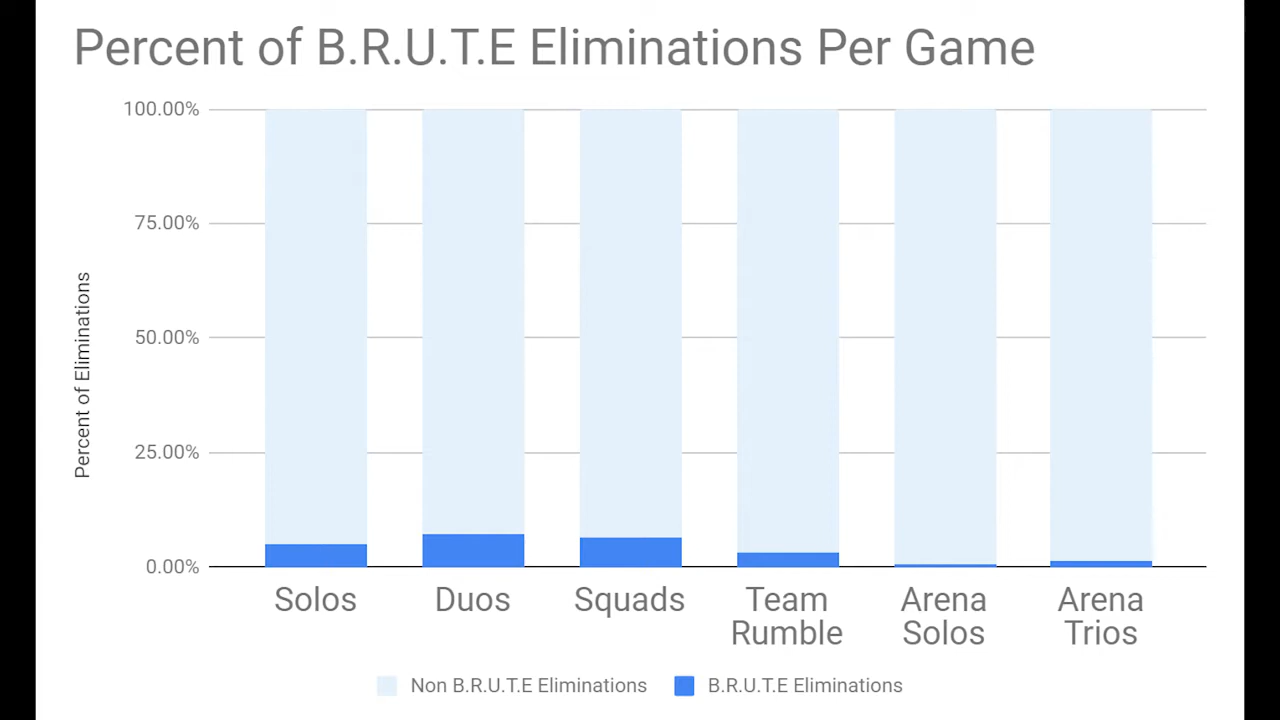 Percent of B.R.U.T.E Eliminations Per Game
100.00%
75.00%
50.00%
25.00%
0.00%
Percent of Eliminations
Solos
Duos
Squads
Team
Rumble
Arena
Solos
Arena
Trios
Non B.R.U.T.E Eliminations
B.R.U.T.E Eliminations